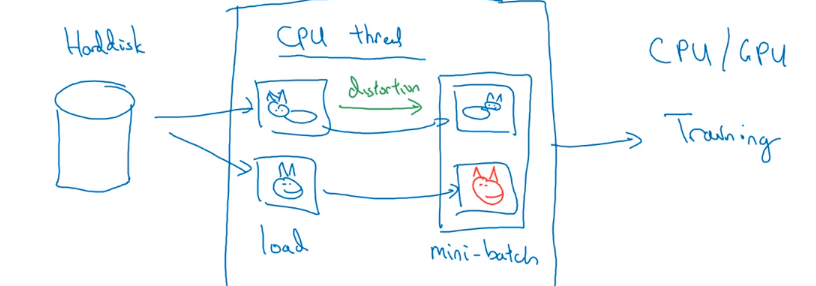 Harddisk
CPU thread
CPU/GPU
distortion
Training
load
mini-batch